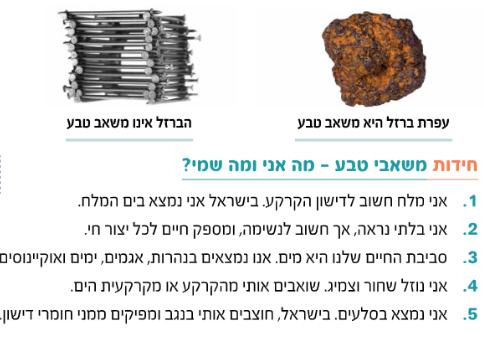 עפרת ברזל היא משאב טבע
הברזל אינו משאב טבע
חידות משאבי טבע – מה אני ומה שמי?
1. אני מלח חשוב לדישון הקרקע. בישראל אני נמצא בים המלח.
2. אני בלתי נראה, אך חשוב לנשימה, ומספק חיים לכל יצור חי.
3. סביבת החיים שלנו היא מים. אנו נמצאים בנהרות, אגמים, ימים ואוקיינוסים
4. אני נוזל שחור וצמיג. שואבים אותי מהקרקע או מקרקעית הים.
5. אני נמצא בסלעים. בישראל, חוצבים אותי בנגב ומפיקים ממני חומרי דישון.